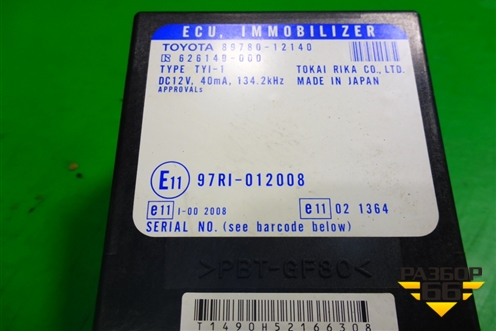 ECU, IMMOBILIZER
TOYOTA 89780-12140
626140-000
TYPE TYI-1 TOKAI RIKA CO., LTD.
DC12V, 40mA, 134.2kHz MADE IN JAPAN
APPROVALs
E11 97RI-012008
e11 I-00 2008 e11 02 1364
SERIAL NO. (see barcode below)
>PBT-GF30<
РАЗБОР
66
T1490H52166308